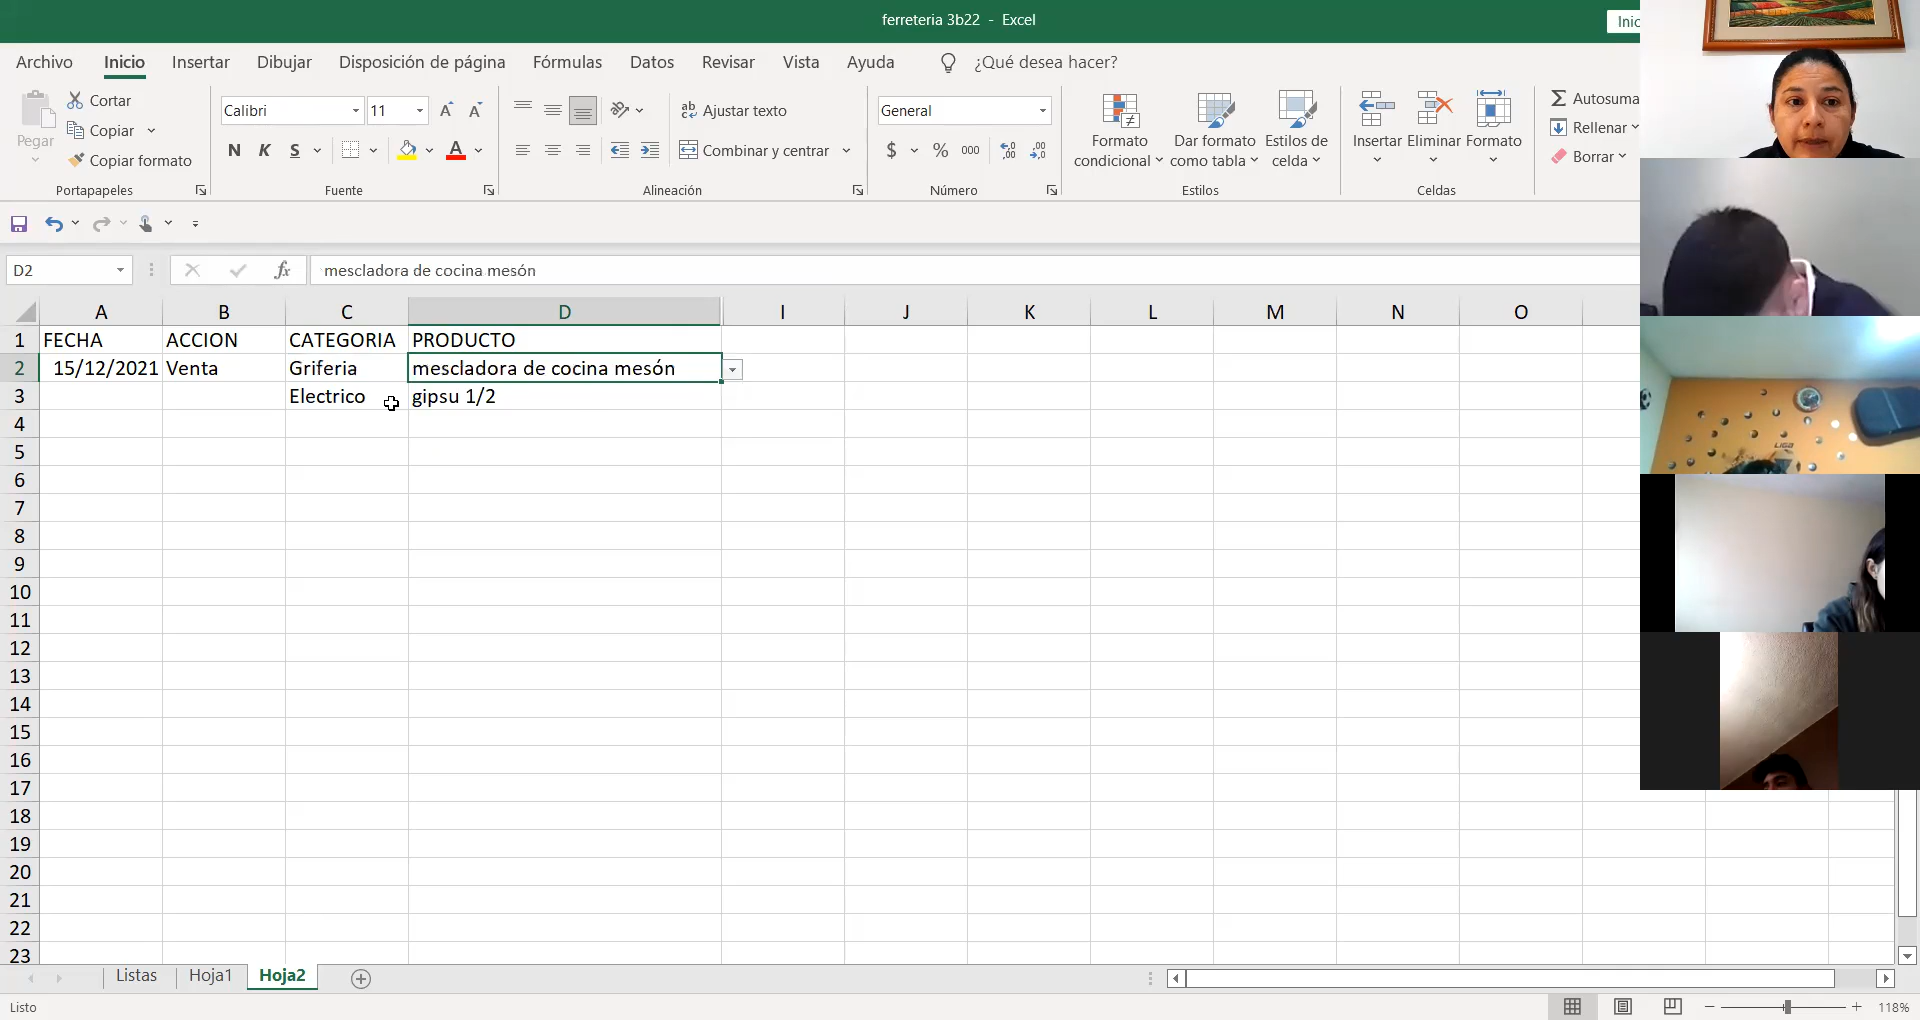 ferreteria 3b22 - Excel
Inic
Archivo Inicio Insertar Dibujar Disposición de página Fórmulas Datos Revisar Vista Ayuda ¿Qué desea hacer?
Pegar
Cortar
Copiar
Copiar formato
Portapapeles
Calibri 11
N K S A
Fuente
Ajustar texto
Combinar y centrar
Alineación
General
$ % 000
Número
Formato condicional
Dar formato como tabla
Estilos de celda
Estilos
Insertar Eliminar Formato
Celdas
Autosuma
Rellenar
Borrar
D2
fx
mescladora de cocina mesón
A B C D I J K L M N O
1 FECHA ACCION CATEGORIA PRODUCTO
2 15/12/2021 Venta Griferia mescladora de cocina mesón
3 Electrico gipsu 1/2
4
5
6
7
8
9
10
11
12
13
14
15
16
17
18
19
20
21
22
23
Listas Hoja1 Hoja2
Listo
118%